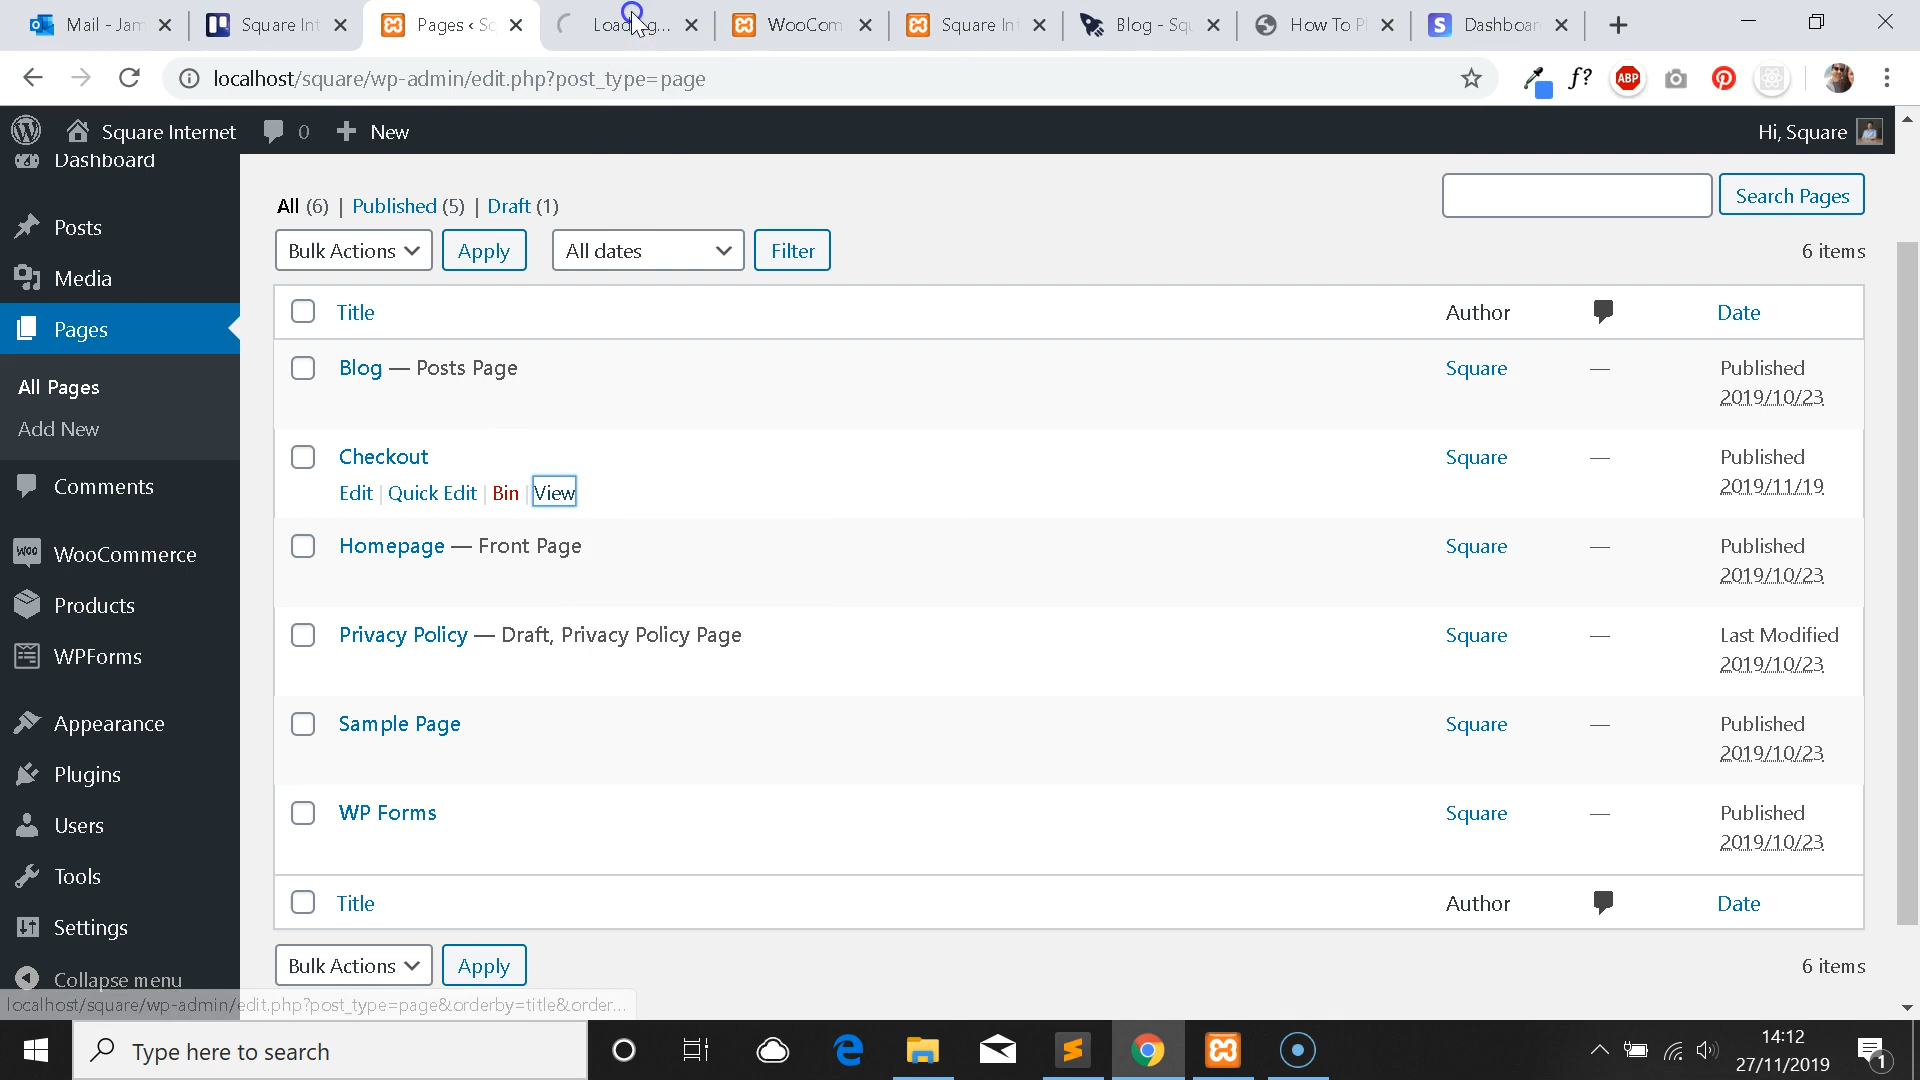 Mail - Jam
Square Int
Pages ‹ Sq
Loading...
WooCom
Square Int
Blog - Squ
How To Pl
Dashboar
localhost/square/wp-admin/edit.php?post_type=page
f?
ABP
Square Internet
0
New
Hi, Square
Dashboard
Posts
Media
Pages
All Pages
Add New
Comments
WooCommerce
Products
WPForms
Appearance
Plugins
Users
Tools
Settings
Collapse menu
All (6) | Published (5) | Draft (1)
Search Pages
Bulk Actions
Apply
All dates
Filter
6 items
Title
Author
Date
Blog — Posts Page
Square
—
Published
2019/10/23
Checkout
Square
—
Published
2019/11/19
Edit | Quick Edit | Bin | View
Homepage — Front Page
Square
—
Published
2019/10/23
Privacy Policy — Draft, Privacy Policy Page
Square
—
Last Modified
2019/10/23
Sample Page
Square
—
Published
2019/10/23
WP Forms
Square
—
Published
2019/10/23
Title
Author
Date
Bulk Actions
Apply
6 items
localhost/square/wp-admin/edit.php?post_type=page&orderby=title&order...
Type here to search
14:12
27/11/2019
1